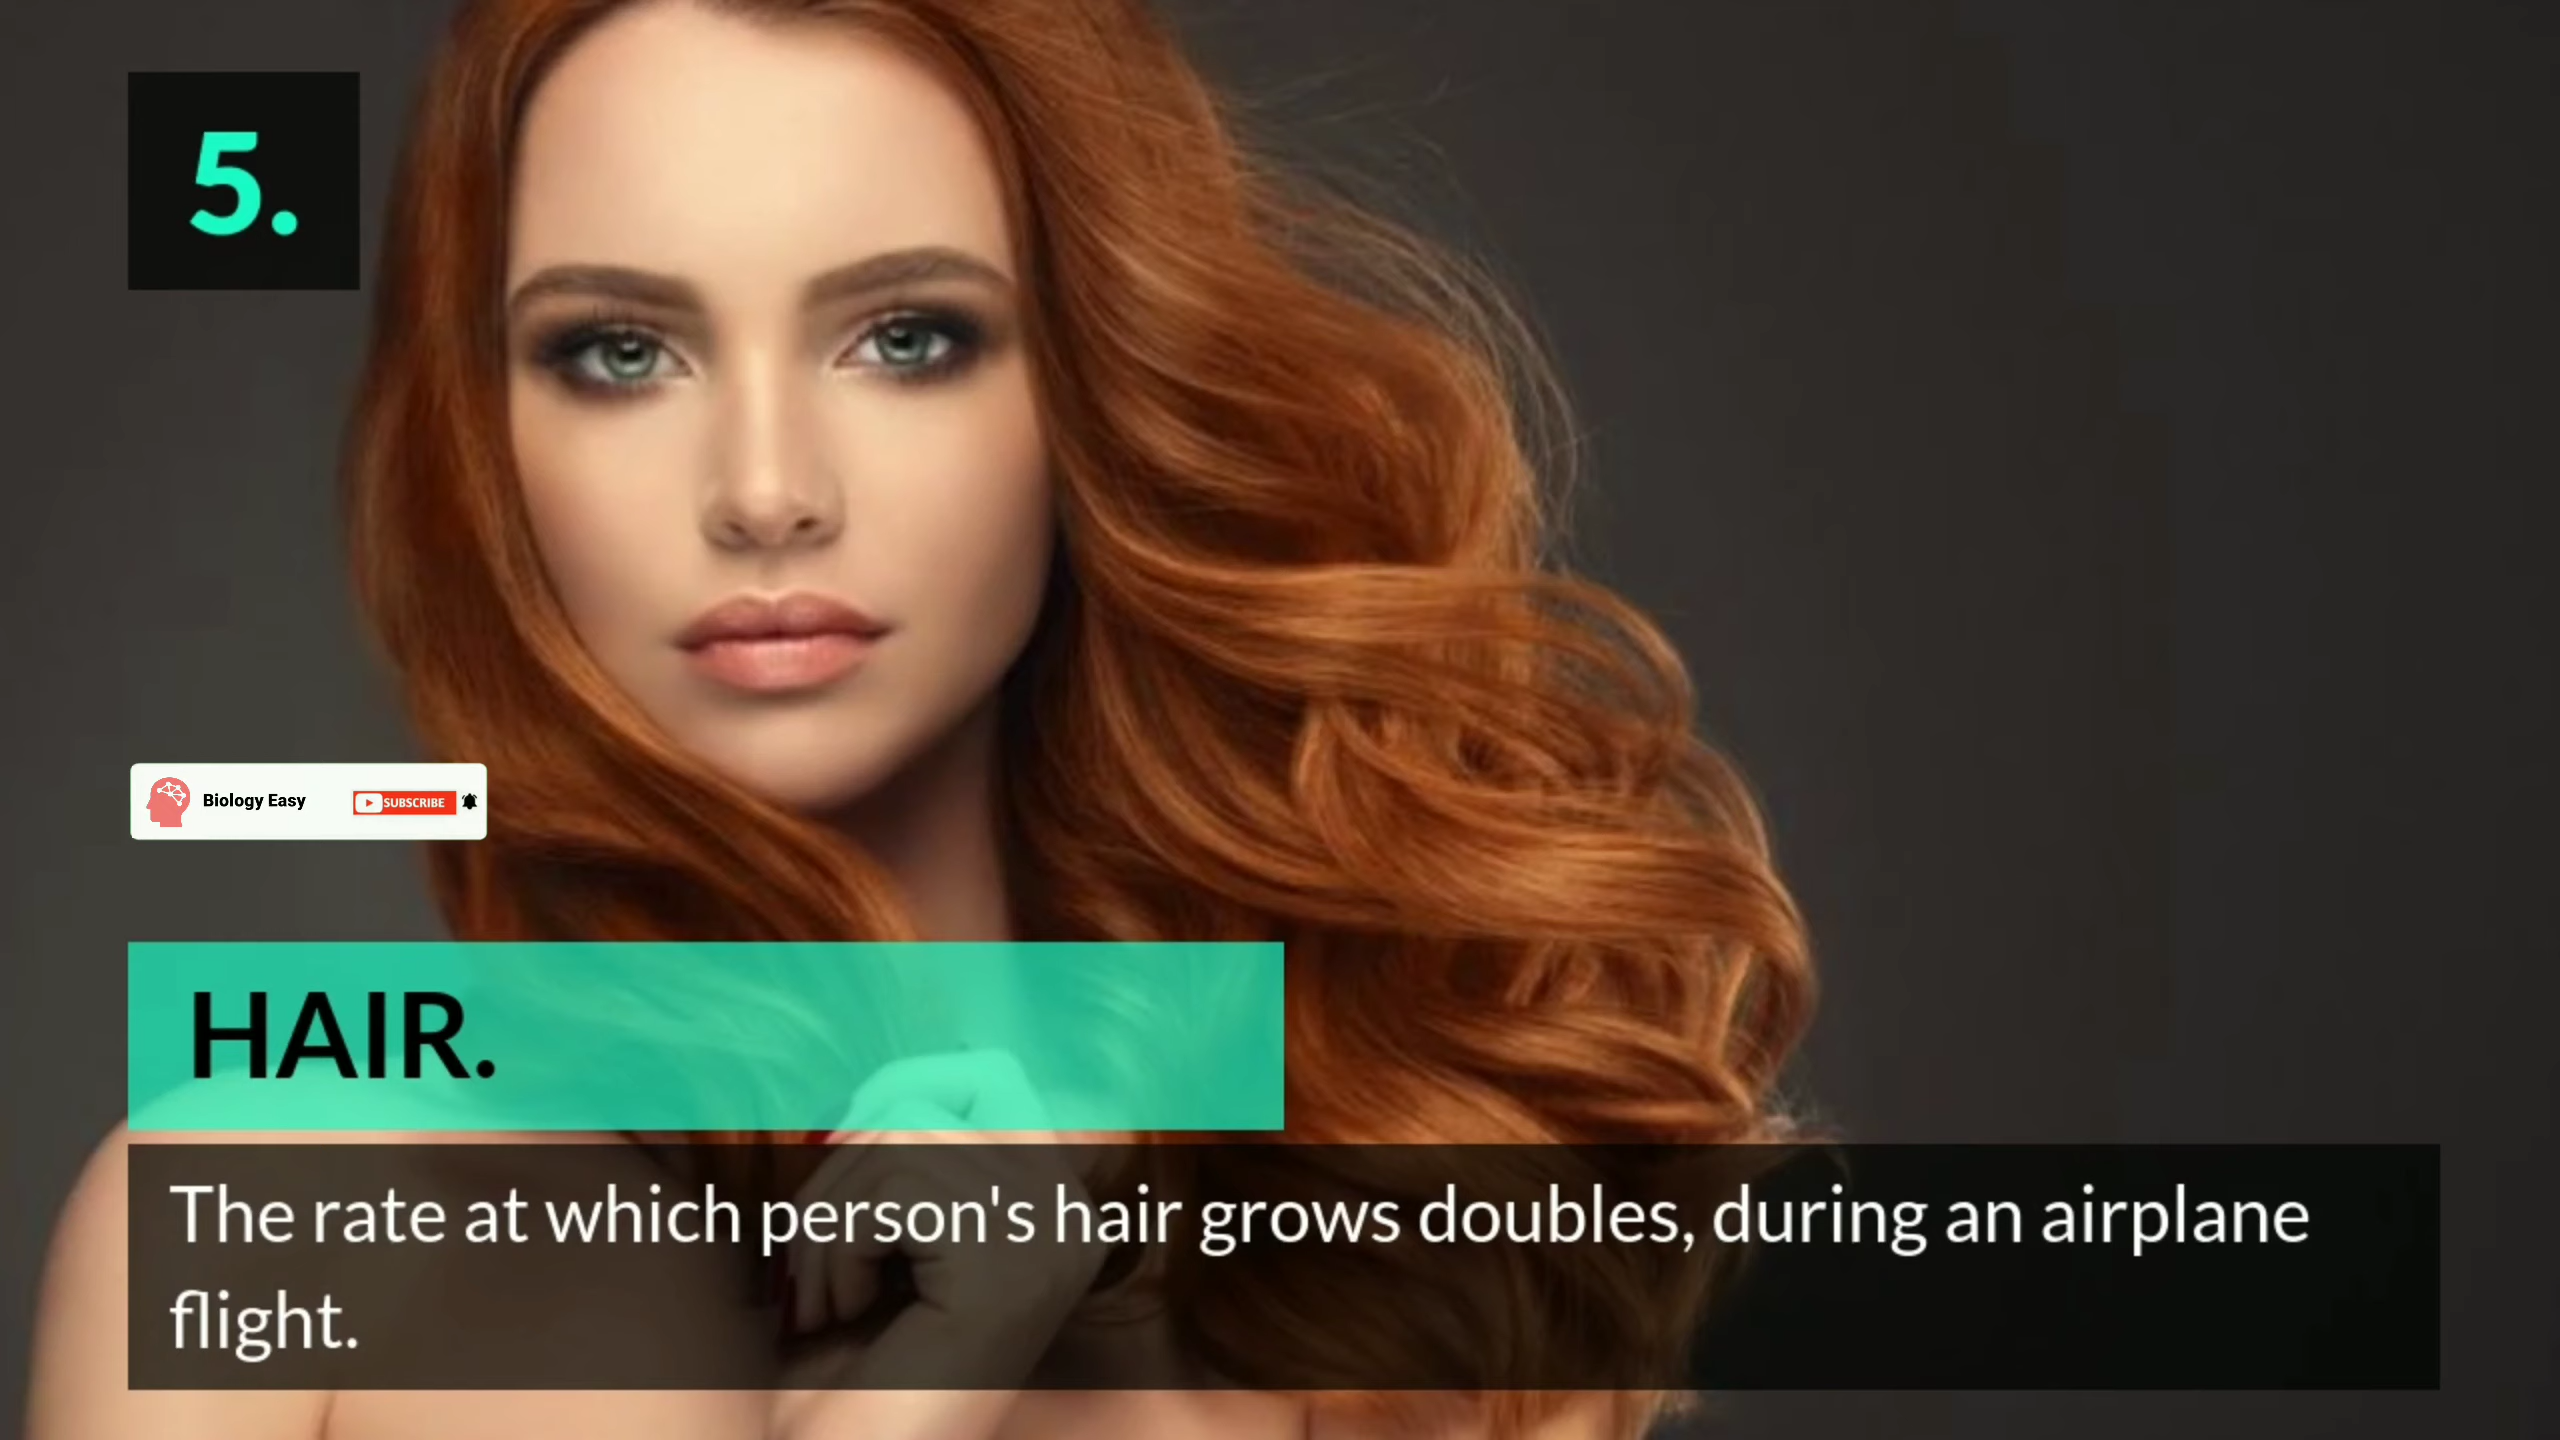 5.
Biology Easy
SUBSCRIBE
HAIR.
The rate at which person's hair grows doubles, during an airplane
flight.